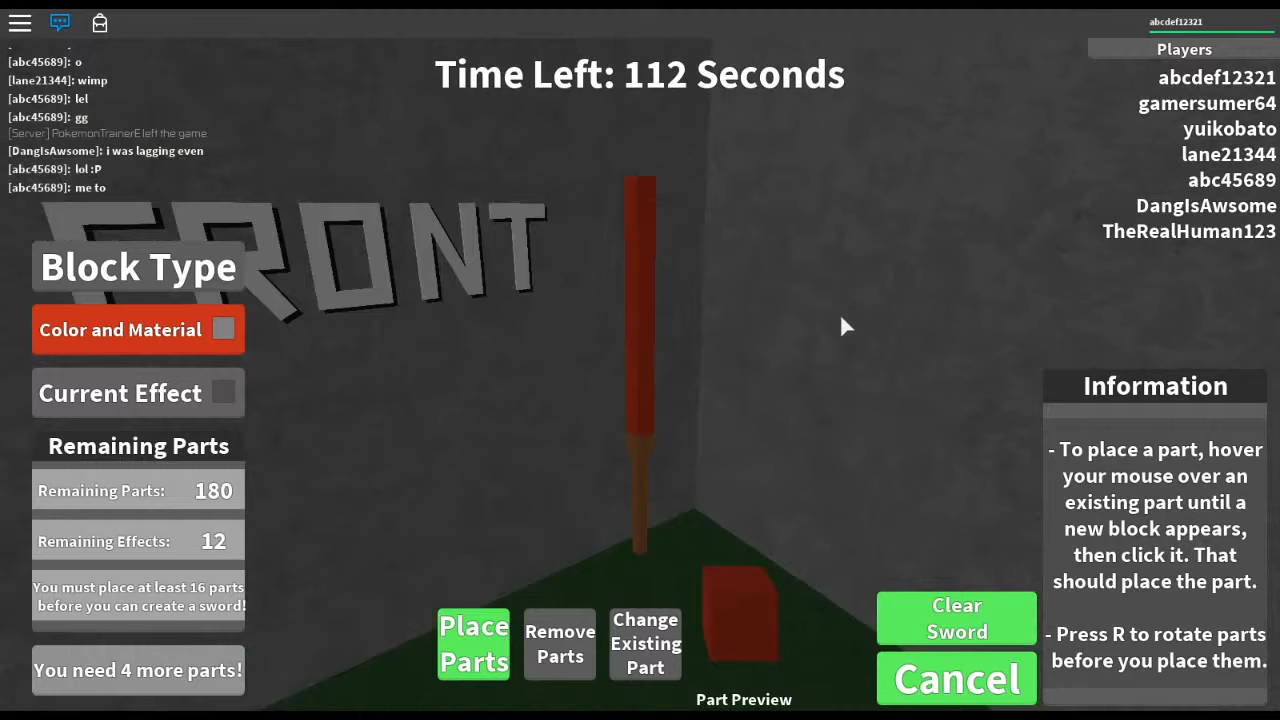 abcdef12321
Players
abcdef12321
gamersumer64
yuikobato
lane21344
abc45689
DangIsAwsome
TheRealHuman123
[abc45689]: o
[lane21344]: wimp
[abc45689]: lel
[abc45689]: gg
[Server] PokemonTrainerE left the game
[DangIsAwsome]: i was lagging even
[abc45689]: lol :P
[abc45689]: me to
Time Left: 112 Seconds
FRONT
Block Type
Color and Material
Current Effect
Remaining Parts
Remaining Parts: 180
Remaining Effects: 12
You must place at least 16 parts
before you can create a sword!
You need 4 more parts!
Place
Parts
Remove
Parts
Change
Existing
Part
Part Preview
Clear
Sword
Cancel
Information
- To place a part, hover
your mouse over an
existing part until a
new block appears,
then click it. That
should place the part.
- Press R to rotate parts
before you place them.